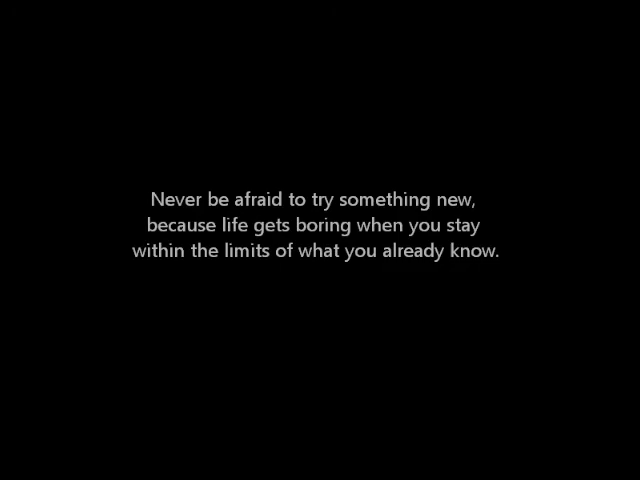 Never be afraid to try something new,
because life gets boring when you stay
within the limits of what you already know.